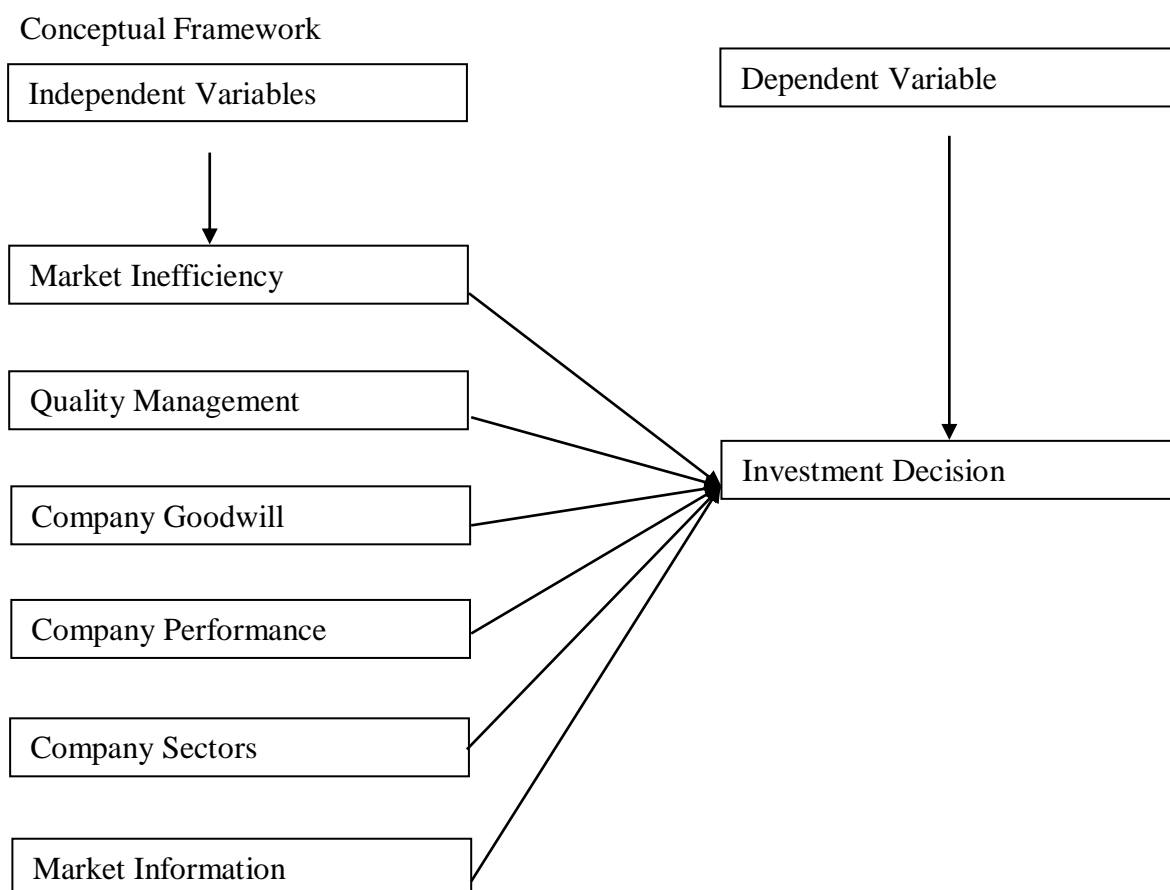 Conceptual Framework
Independent Variables
Dependent Variable
Market Inefficiency
Quality Management
Investment Decision
Company Goodwill
Company Performance
Company Sectors
Market Information